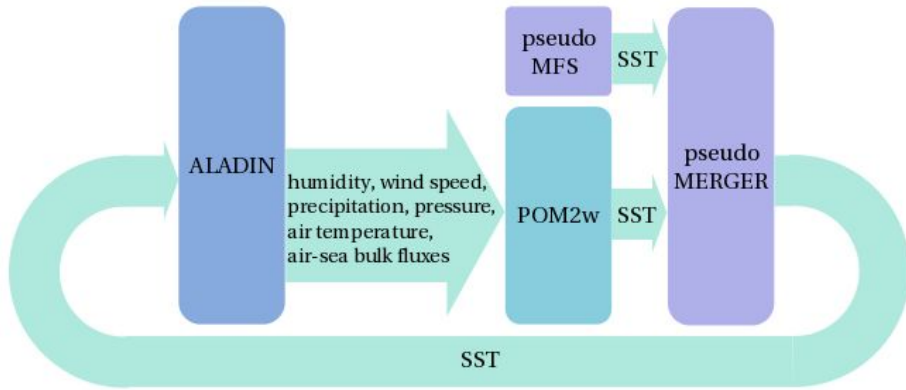 ALADIN
humidity, wind speed,
precipitation, pressure,
air temperature,
air-sea bulk fluxes
pseudo
MFS
SST
POM2w
SST
pseudo
MERGER
SST